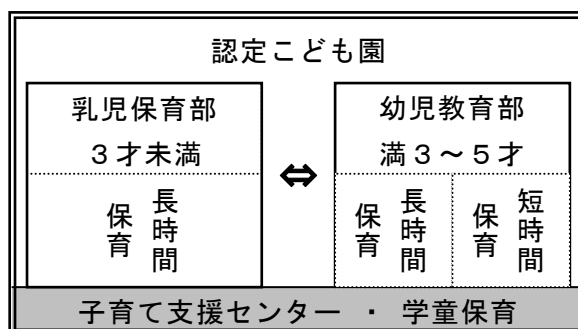 認定こども園
乳児保育部
3才未満
長時間
保育
⇔
幼児教育部
満3～5才
長時間
保育
短時間
保育
子育て支援センター ・ 学童保育